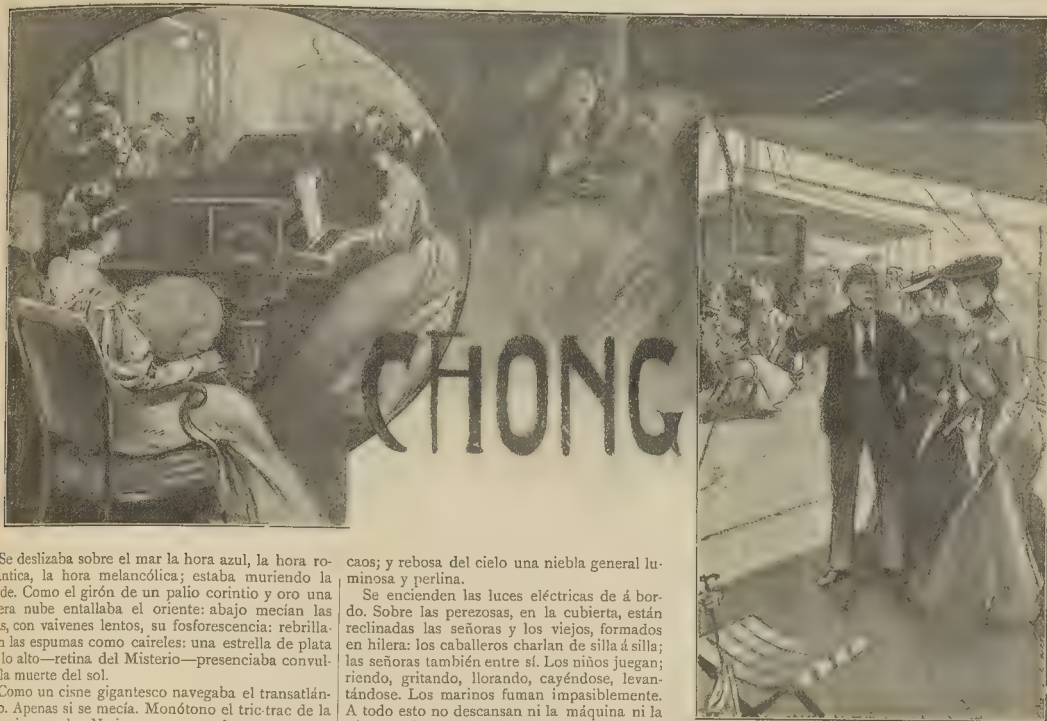 CHONG
Se deslizaba sobre el mar la hora azul, la hora ro-
ntica, la hora melancólica; estaba muriendo la
de. Como el girón de un palio corintio y oro una
era nube entallaba el oriente: abajo mecían las
s, con vaivenes lentos, su fosforescencia: rebrilla-
n las espumas como caireles: una estrella de plata
lo alto—retina del Misterio—presenciaba convul-
la muerte del sol.
Como un cisne gigantesco navegaba el transatlán-
o. Apenas si se mecía. Monótono el tric-trac de la
caos; y rebosa del cielo una niebla general lu-
minosa y perlina.
Se encienden las luces eléctricas de á bor-
do. Sobre las perezosas, en la cubierta, están
reclinadas las señoras y los viejos, formados
en hilera: los caballeros charlan de silla á silla;
las señoras también entre sí. Los niños juegan;
riendo, gritando, llorando, cayéndose, levan-
tándose. Los marinos fuman impasiblemente.
A todo esto no descansan ni la máquina ni la